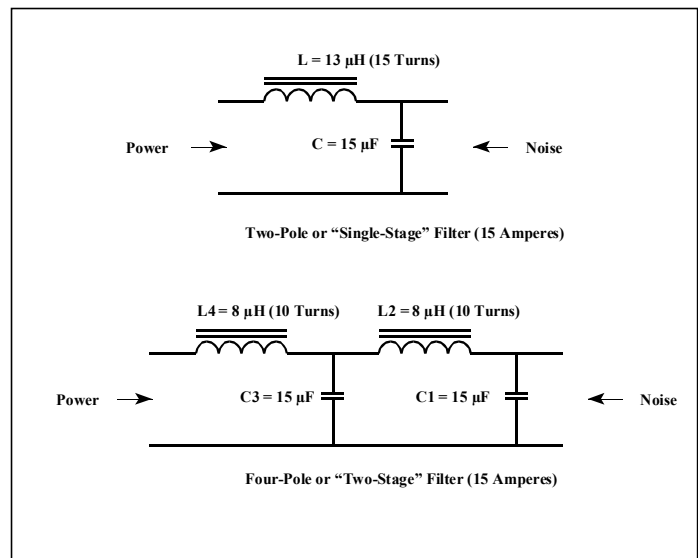 L = 13 µH (15 Turns)
Power
C = 15 µF
Noise
Two-Pole or “Single-Stage” Filter (15 Amperes)
L4 = 8 µH (10 Turns)
L2 = 8 µH (10 Turns)
Power
C3 = 15 µF
C1 = 15 µF
Noise
Four-Pole or “Two-Stage” Filter (15 Amperes)